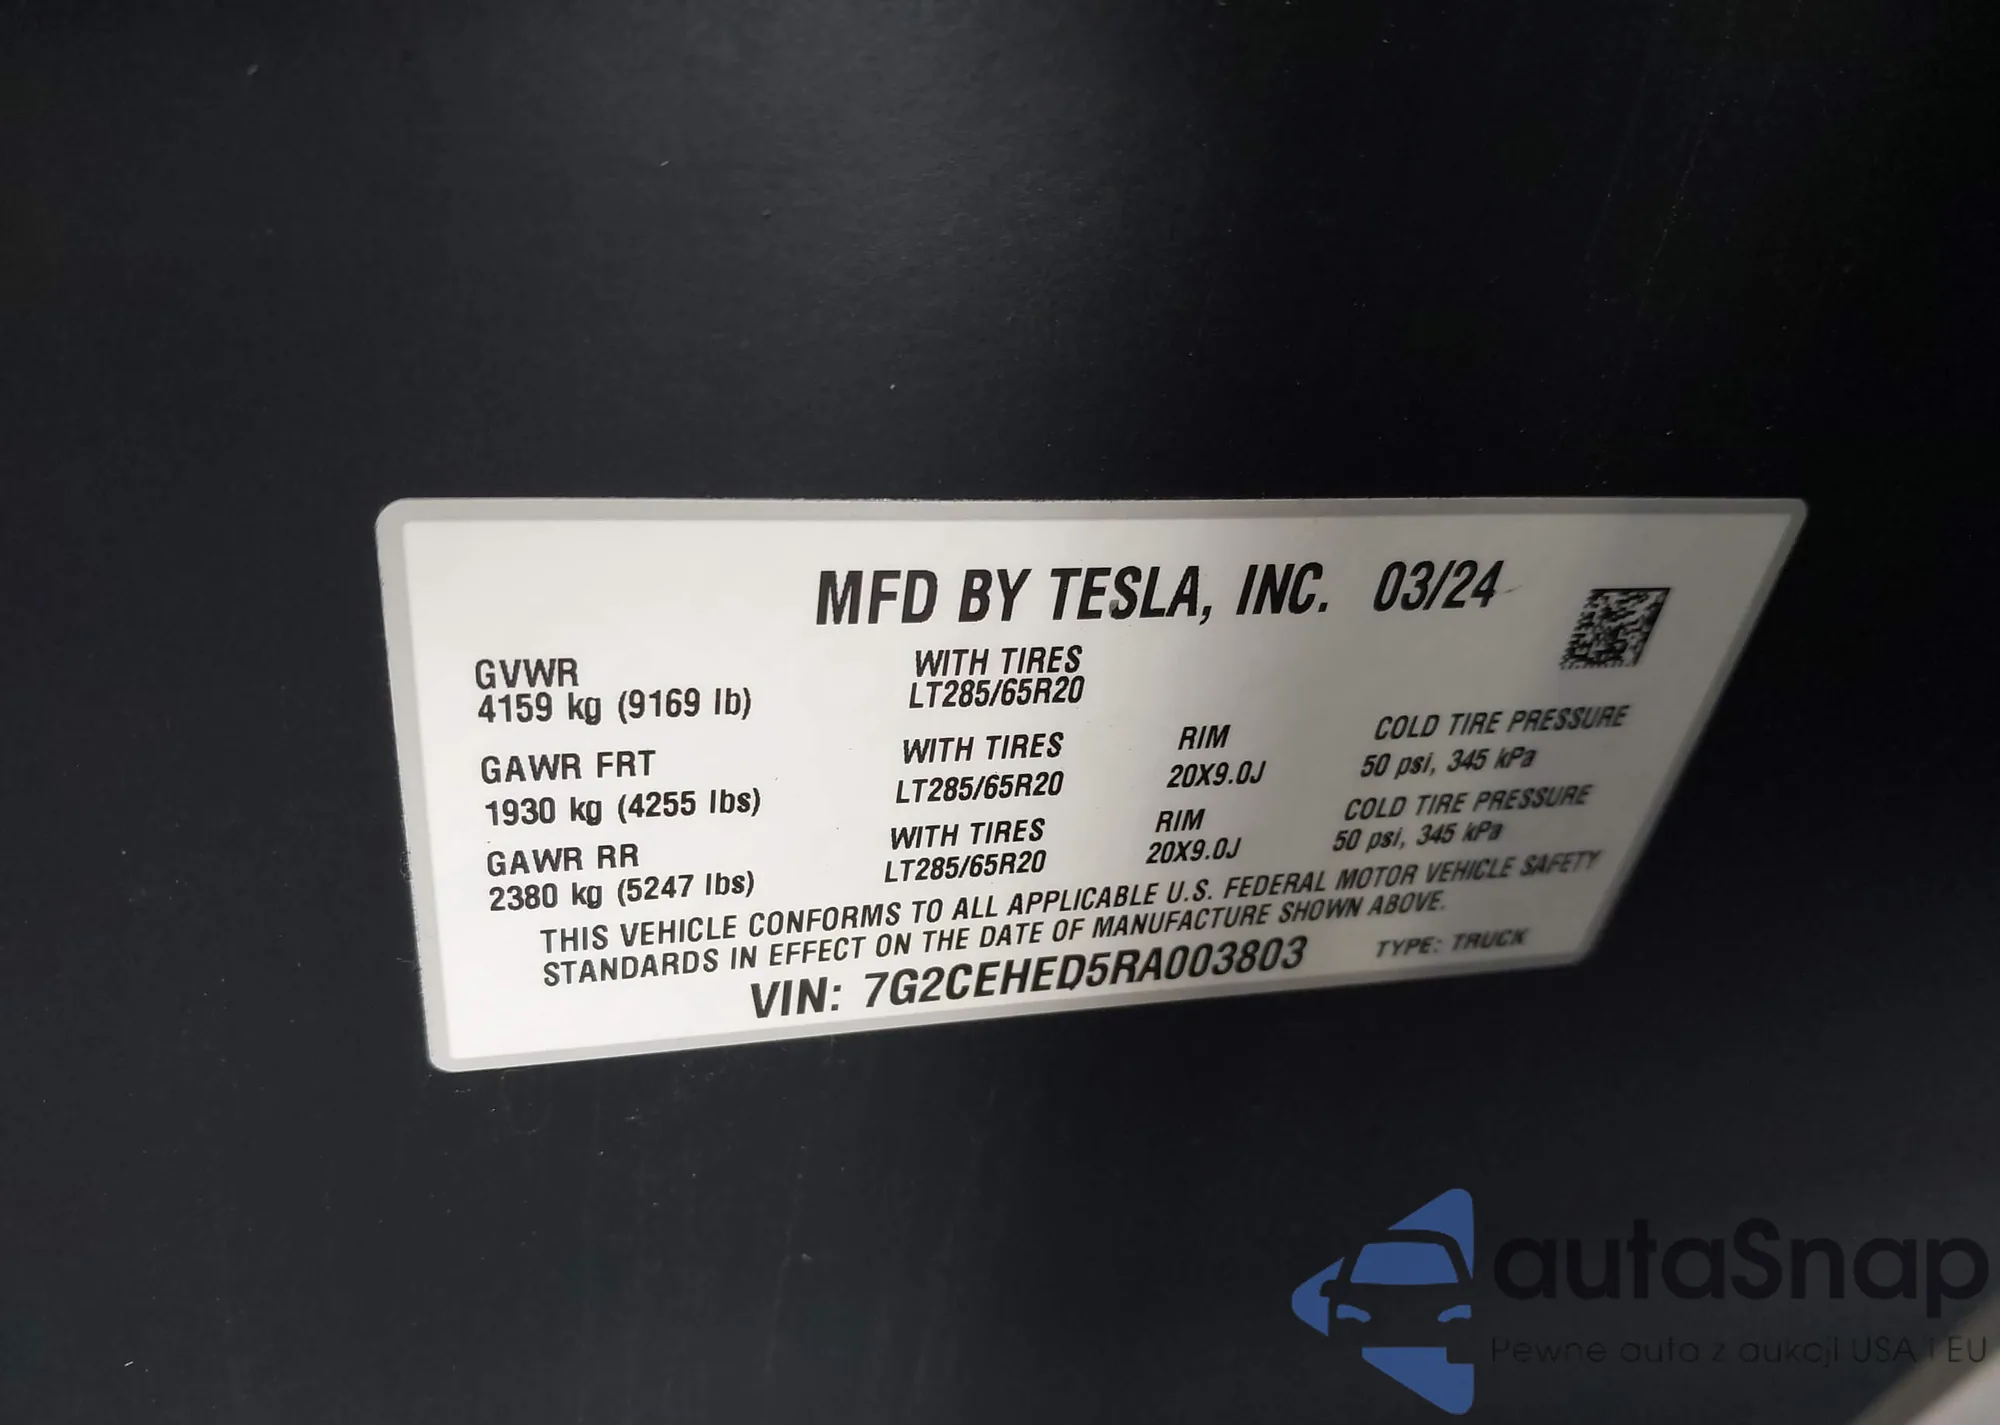 MFD BY TESLA, INC. 03/24
GVWR WITH TIRES
4159 kg (9169 lb) LT285/65R20
GAWR FRT WITH TIRES RIM COLD TIRE PRESSURE
1930 kg (4255 lbs) LT285/65R20 20X9.0J 50 psi, 345 kPa
GAWR RR WITH TIRES RIM COLD TIRE PRESSURE
2380 kg (5247 lbs) LT285/65R20 20X9.0J 50 psi, 345 kPa
THIS VEHICLE CONFORMS TO ALL APPLICABLE U.S. FEDERAL MOTOR VEHICLE SAFETY
STANDARDS IN EFFECT ON THE DATE OF MANUFACTURE SHOWN ABOVE.
VIN: 7G2CEHED5RA003803 TYPE: TRUCK
autaSnap
Pewne auta z aukcji USA i EU